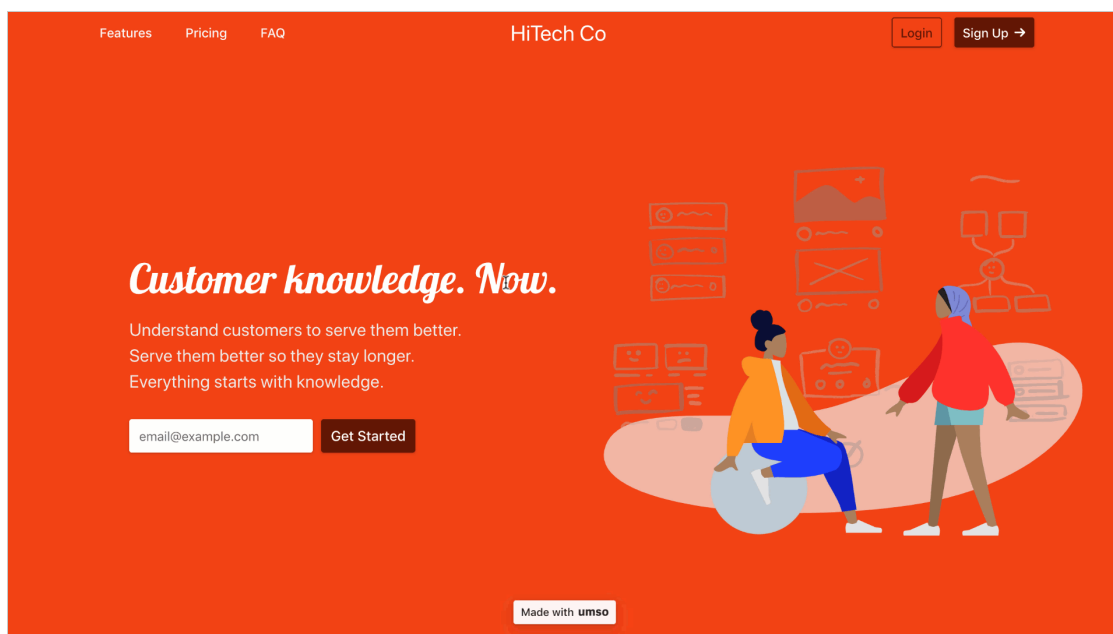 Features Pricing FAQ HiTech Co Login Sign Up →
Customer knowledge. Now.
Understand customers to serve them better.
Serve them better so they stay longer.
Everything starts with knowledge.
email@example.com Get Started
Made with umso